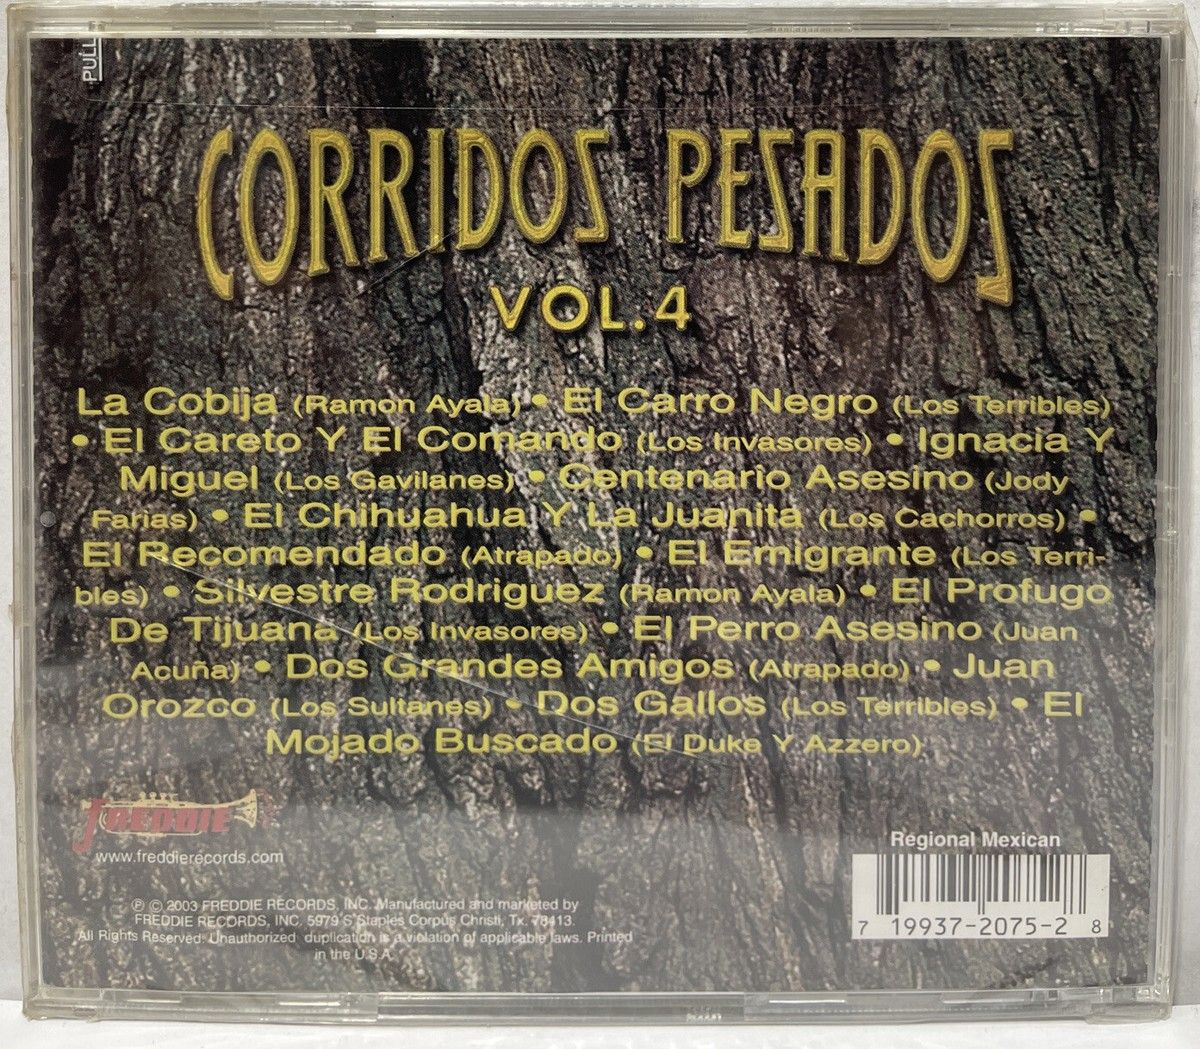 PULL
CORRIDOS PESADOS
VOL.4
La Cobija (Ramon Ayala) • El Carro Negro (Los Terribles)
• El Careto Y El Comando (Los Invasores) • Ignacia Y
Miguel (Los Gavilanes) • Centenario Asesino (Jody
Farias) • El Chihuahua Y La Juanita (Los Cachorros) •
El Recomendado (Atrapado) • El Emigrante (Los Terri-
bles) • Silvestre Rodriguez (Ramon Ayala) • El Profugo
De Tijuana (Los Invasores) • El Perro Asesino (Juan
Acuña) • Dos Grandes Amigos (Atrapado) • Juan
Orozco (Los Sultanes) • Dos Gallos (Los Terribles) • El
Mojado Buscado (El Duke Y Azzero)
FREDDIE
www.freddierecords.com
℗ © 2003 FREDDIE RECORDS, INC. Manufactured and marketed by
FREDDIE RECORDS, INC. 5979 S Staples Corpus Christi, Tx. 78413.
All Rights Reserved. Unauthorized duplication is a violation of applicable laws. Printed
in the U.S.A.
Regional Mexican
7 19937-2075-2 8